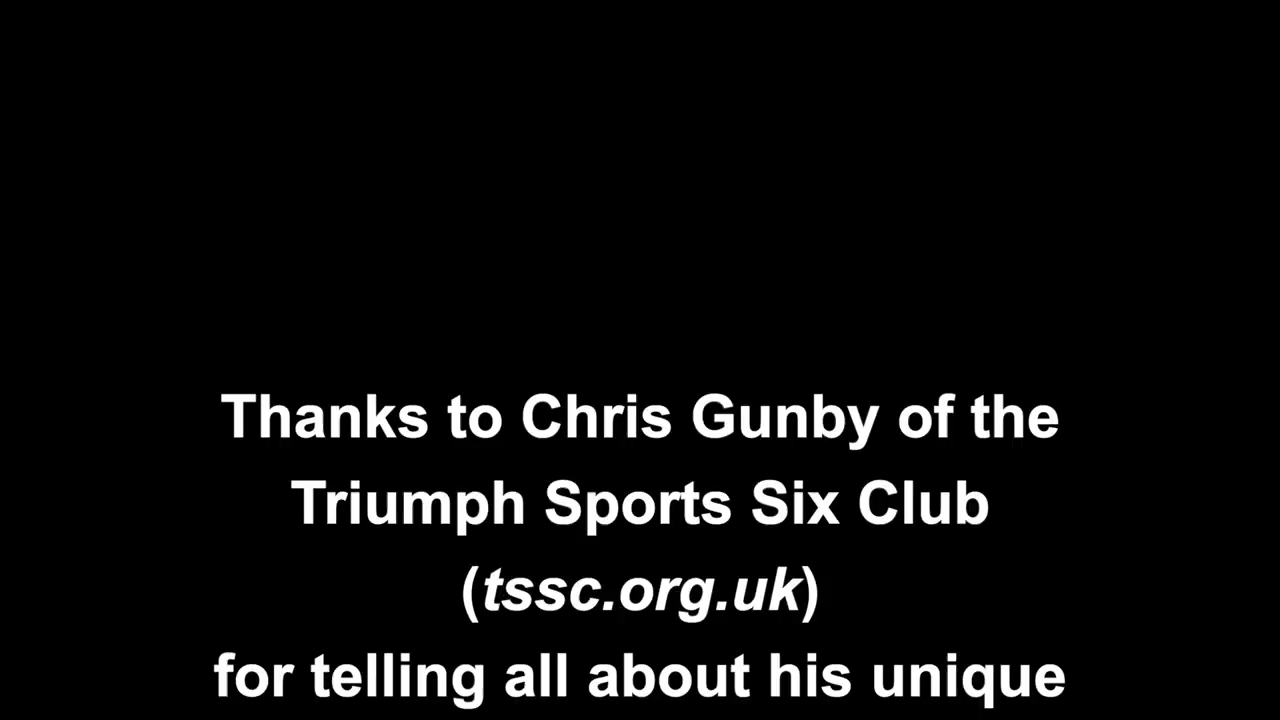 Thanks to Chris Gunby of the
Triumph Sports Six Club
(tssc.org.uk)
for telling all about his unique